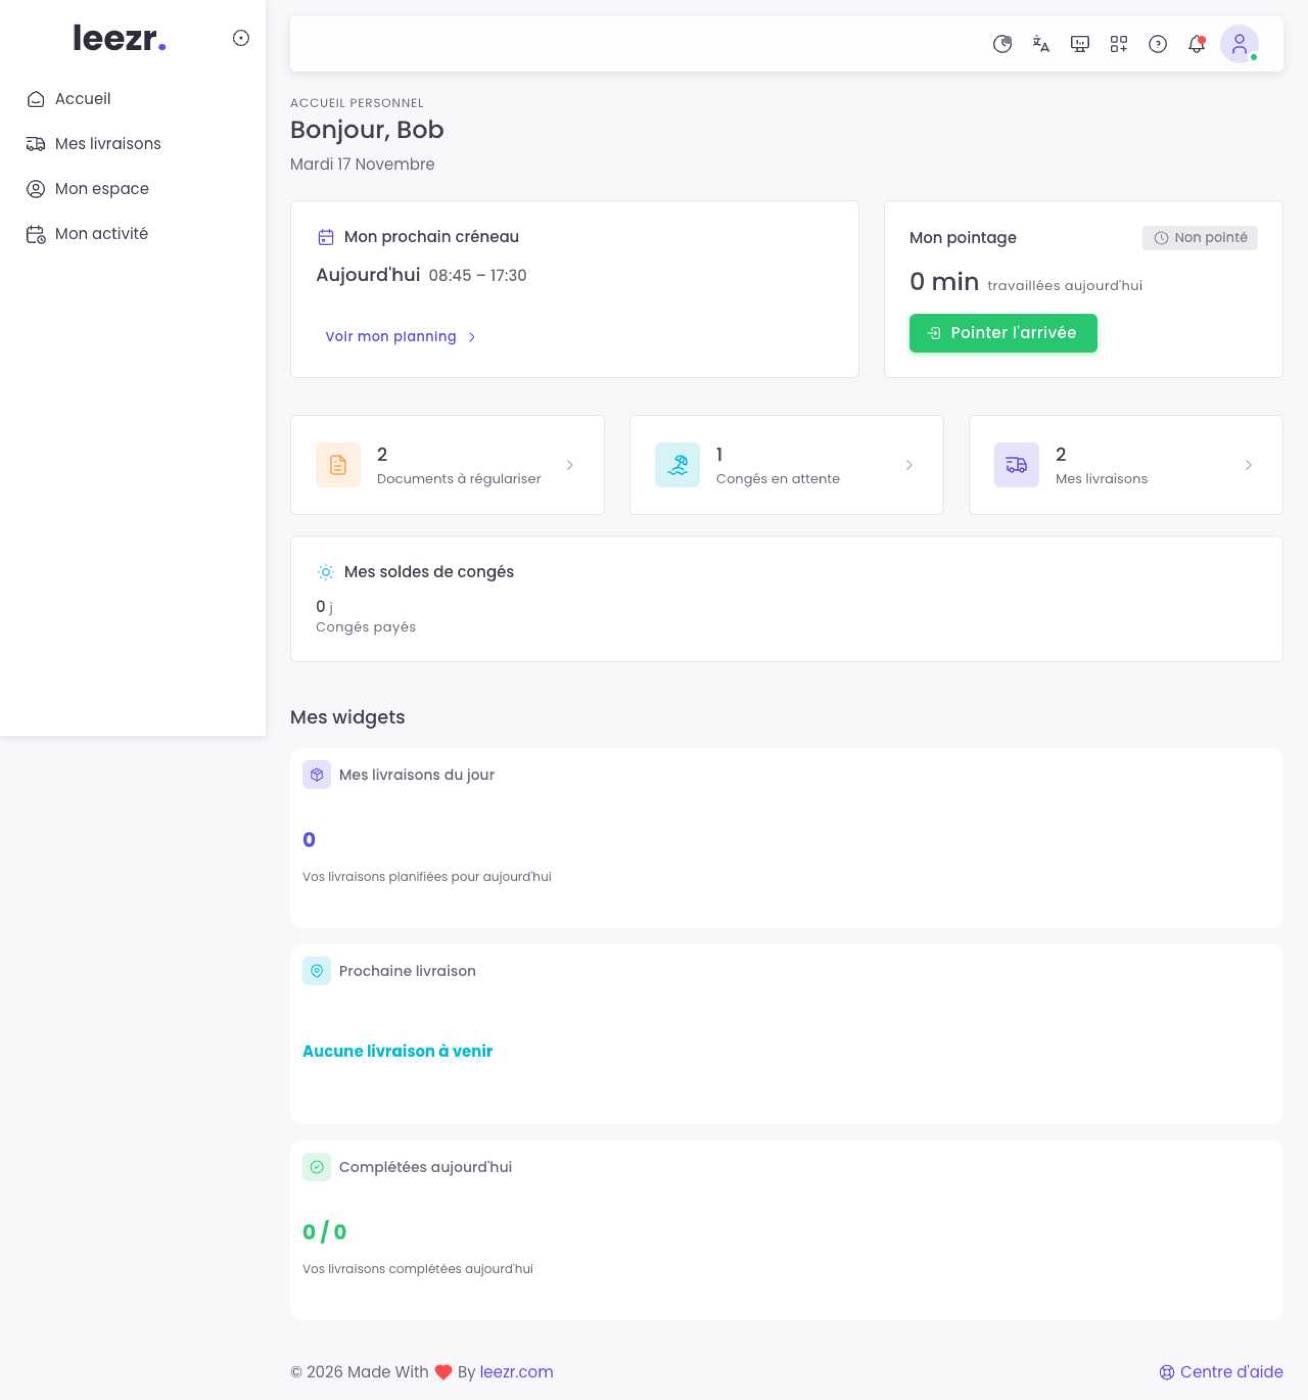 leezr.
Accueil
Mes livraisons
Mon espace
Mon activité
ACCUEIL PERSONNEL
Bonjour, Bob
Mardi 17 Novembre
Mon prochain créneau
Aujourd'hui 08:45 – 17:30
Voir mon planning
Mon pointage
Non pointé
0 min travaillées aujourd'hui
Pointer l'arrivée
2
Documents à régulariser
1
Congés en attente
2
Mes livraisons
Mes soldes de congés
0 j
Congés payés
Mes widgets
Mes livraisons du jour
0
Vos livraisons planifiées pour aujourd'hui
Prochaine livraison
Aucune livraison à venir
Complétées aujourd'hui
0 / 0
Vos livraisons complétées aujourd'hui
© 2026 Made With ❤ By leezr.com
Centre d'aide